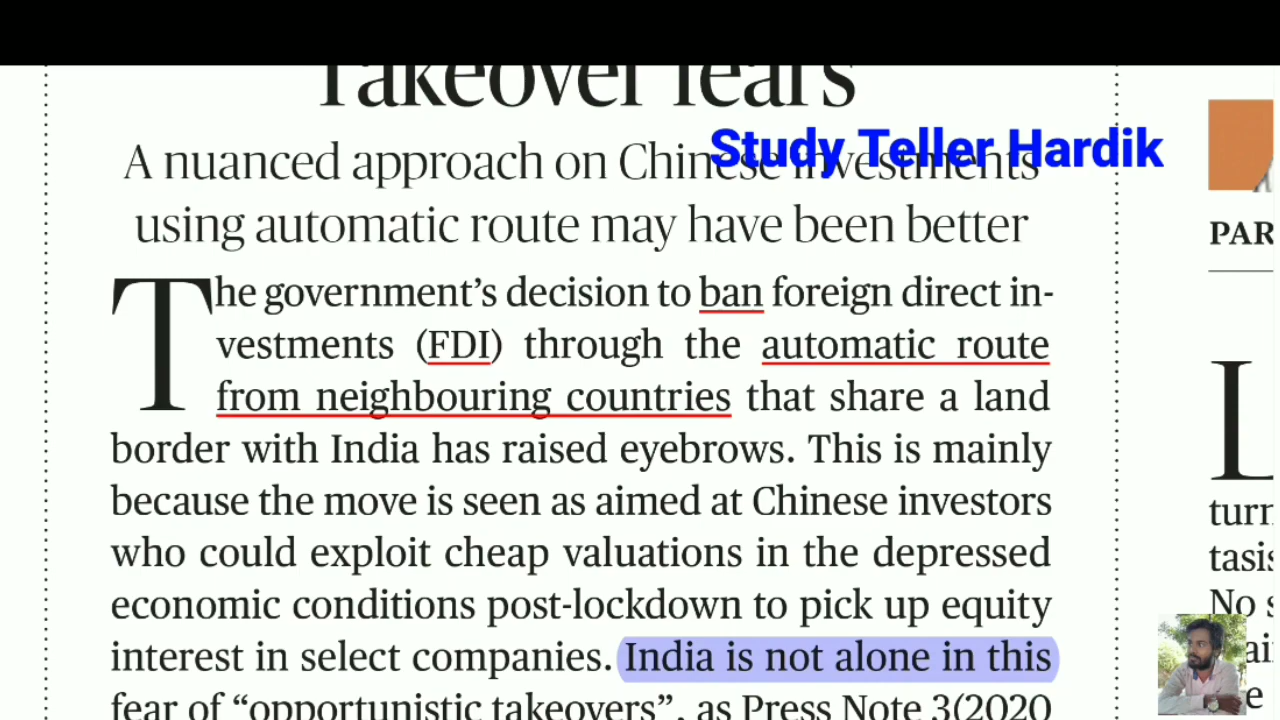 Takeover fears
Study Teller Hardik
A nuanced approach on Chinese investments
using automatic route may have been better
The government's decision to ban foreign direct in-
vestments (FDI) through the automatic route
from neighbouring countries that share a land
border with India has raised eyebrows. This is mainly
because the move is seen as aimed at Chinese investors
who could exploit cheap valuations in the depressed
economic conditions post-lockdown to pick up equity
interest in select companies. India is not alone in this
fear of “opportunistic takeovers”, as Press Note 3(2020
PAR
L
turn
tasis
No s